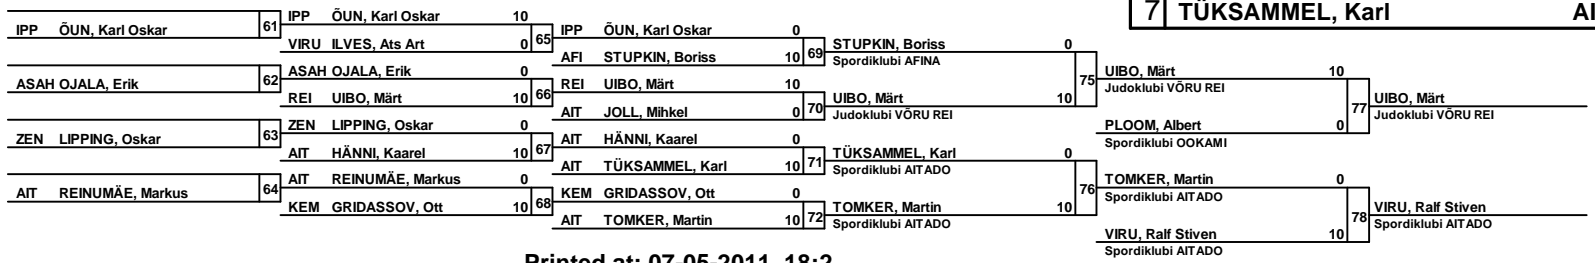 7 TÜKSAMMEL, Karl
IPP ÕUN, Karl Oskar 61
ASAH OJALA, Erik 62
ZEN LIPPING, Oskar 63
AIT REINUMÄE, Markus 64
IPP ÕUN, Karl Oskar 10
VIRU ILVES, Ats Art 0 65
ASAH OJALA, Erik 0
REI UIBO, Märt 10 66
ZEN LIPPING, Oskar 0
AIT HÄNNI, Kaarel 10 67
AIT REINUMÄE, Markus 0
KEM GRIDASSOV, Ott 10 68
IPP ÕUN, Karl Oskar 0
AFI STUPKIN, Boriss 10 69
REI UIBO, Märt 10
AIT JOLL, Mihkel 0 70
AIT HÄNNI, Kaarel 0
AIT TÜKSAMMEL, Karl 10 71
KEM GRIDASSOV, Ott 0
AIT TOMKER, Martin 10 72
STUPKIN, Boriss 0
Spordiklubi AFINA
75
UIBO, Märt 10
Judoklubi VÕRU REI
TÜKSAMMEL, Karl 0
Spordiklubi AITADO
76
TOMKER, Martin 10
Spordiklubi AITADO
UIBO, Märt 10
Judoklubi VÕRU REI
77
PLOOM, Albert 0
Spordiklubi OOKAMI
TOMKER, Martin 0
Spordiklubi AITADO
78
VIRU, Ralf Stiven 10
Spordiklubi AITADO
UIBO, Märt
Judoklubi VÕRU REI
VIRU, Ralf Stiven
Spordiklubi AITADO
Printed at: 07-05-2011 18:2